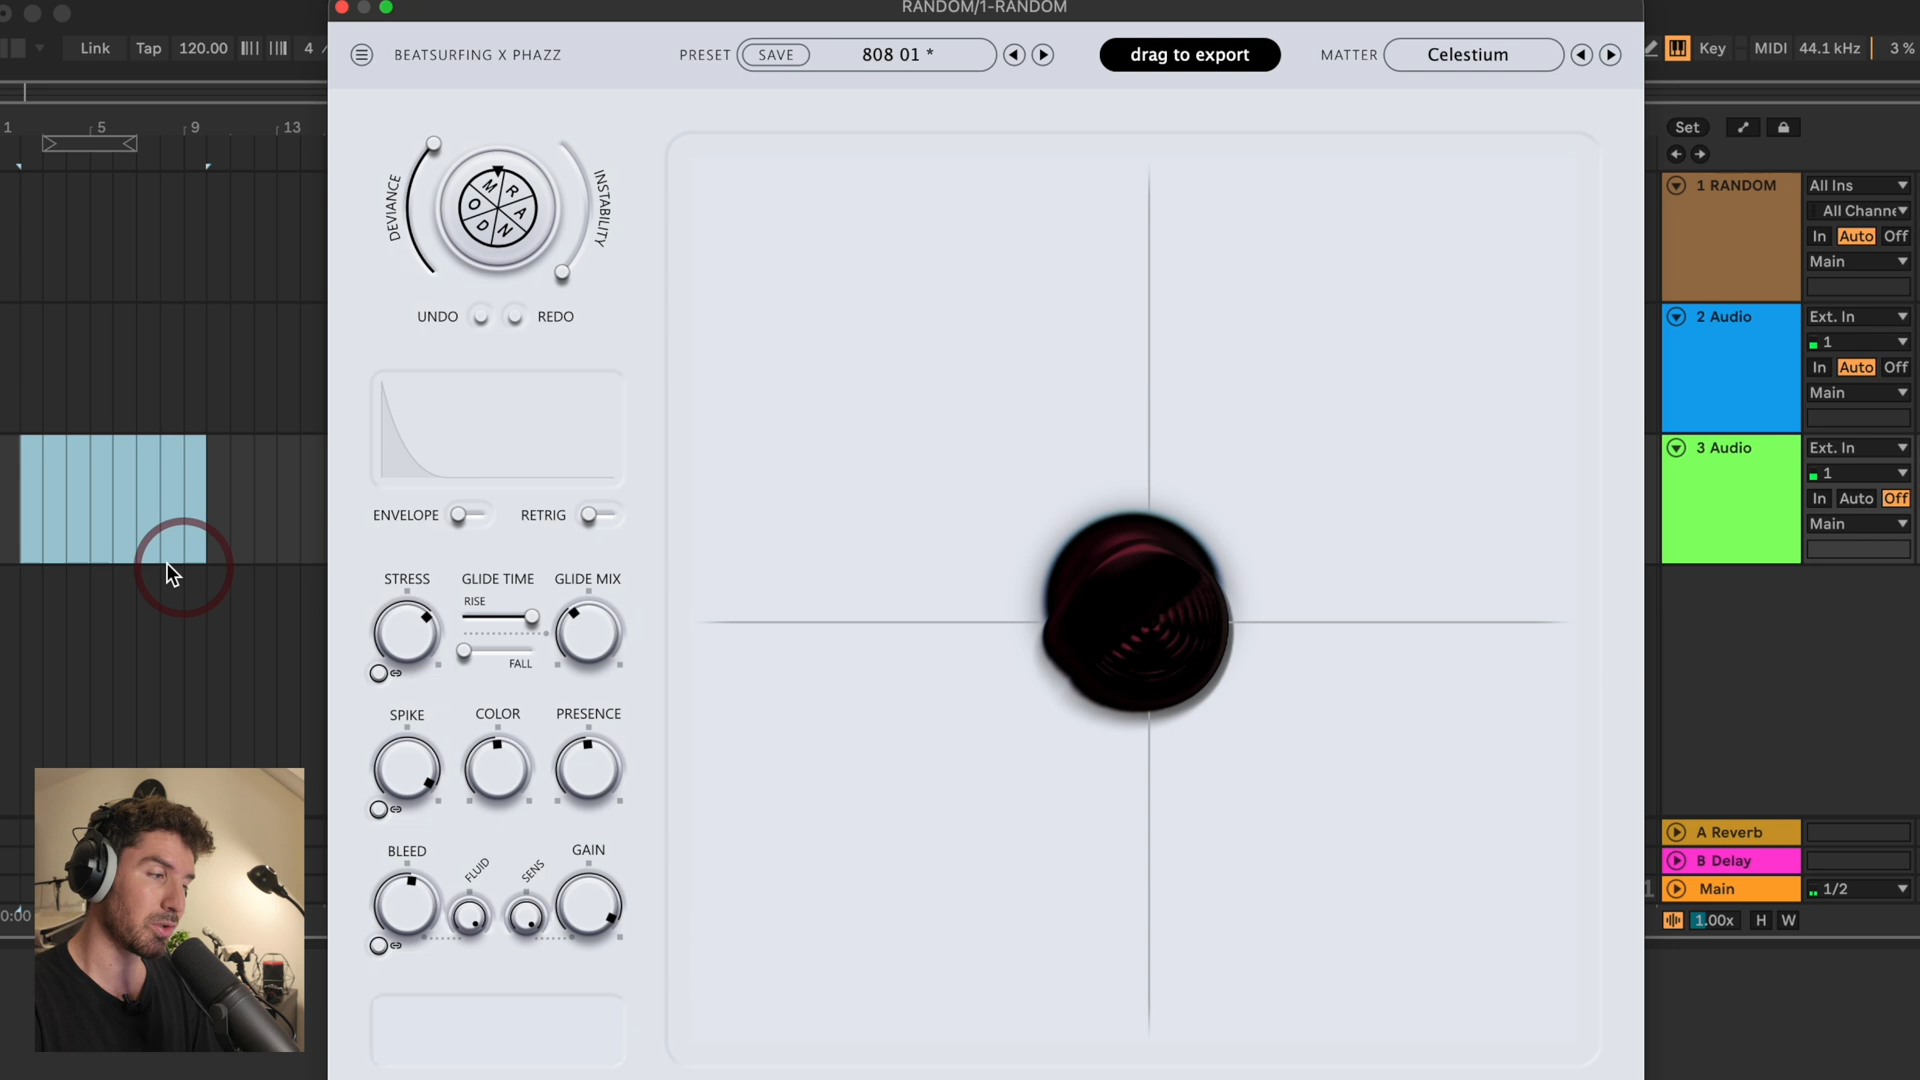 RANDOM/1-RANDOM
Link Tap 120.00 4 /
BEATSURFING X PHAZZ PRESET SAVE 808 01 * drag to export MATTER Celestium
Key MIDI 44.1 kHz 3 %
1 5 9 13
DEVIANCE
R A N D O M
INSTABILITY
UNDO REDO
ENVELOPE RETRIG
STRESS GLIDE TIME GLIDE MIX
RISE
FALL
SPIKE COLOR PRESENCE
BLEED FLUID SENS GAIN
Set
1 RANDOM All Ins
All Channe
In Auto Off
Main
2 Audio Ext. In
1
In Auto Off
Main
3 Audio Ext. In
1
In Auto Off
Main
A Reverb
B Delay
Main 1/2
1.00x H W
0:00